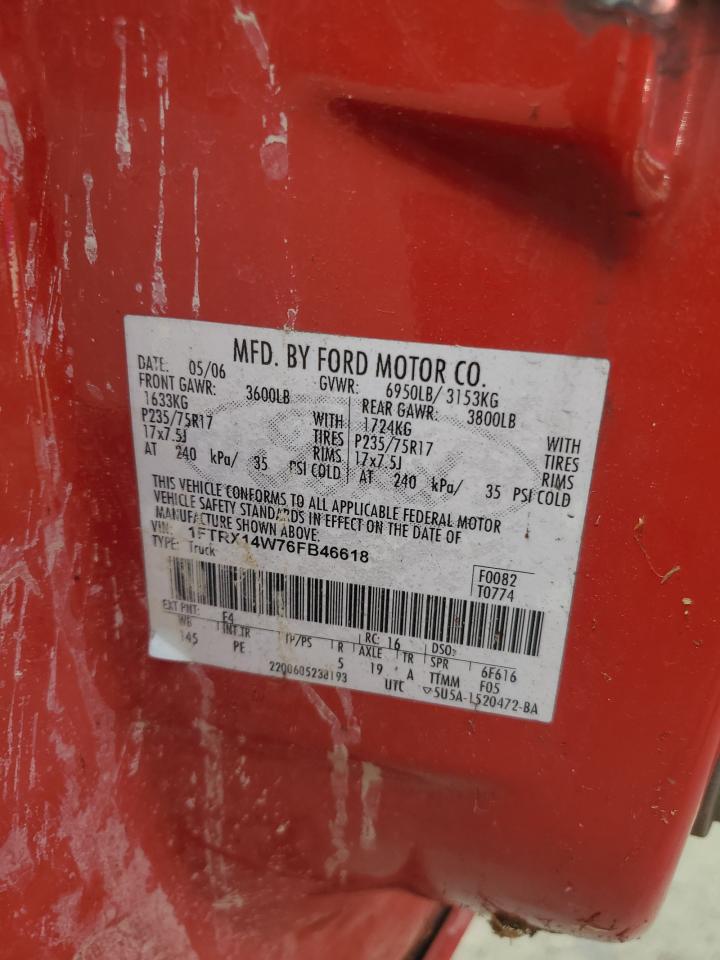 MFD. BY FORD MOTOR CO.
DATE: 05/06 GVWR: 6950LB/ 3153KG
FRONT GAWR: 3600LB REAR GAWR: 3800LB
1633KG WITH 1724KG WITH
P235/75R17 TIRES P235/75R17 TIRES
17x7.5J RIMS 17x7.5J RIMS
AT 240 kPa/ 35 PSI COLD AT 240 kPa/ 35 PSI COLD
THIS VEHICLE CONFORMS TO ALL APPLICABLE FEDERAL MOTOR
VEHICLE SAFETY STANDARDS IN EFFECT ON THE DATE OF
MANUFACTURE SHOWN ABOVE.
VIN: 1FTRX14W76FB46618
TYPE: Truck
F0082
T0774
EXT PNT: F4 RC: 16 DSO:
WB INT TR TP/PS R AXLE TR SPR 6F616
145 PE 5 19 A TTMM F05
2200605238193 UTC ▽5U5A-1520472-BA